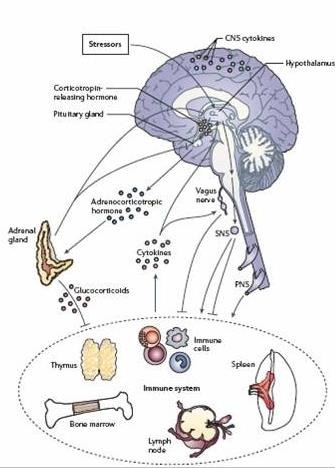 CNS cytokines
Stressors
Hypothalamus
Corticotropin-
releasing hormone
Pituitary gland
Vagus
nerve
Adrenocorticotropic
hormone
Adrenal
gland
SNS
Cytokines
PNS
Glucocorticoids
Immune
cells
Thymus
Spleen
Immune system
Bone marrow
Lymph
node